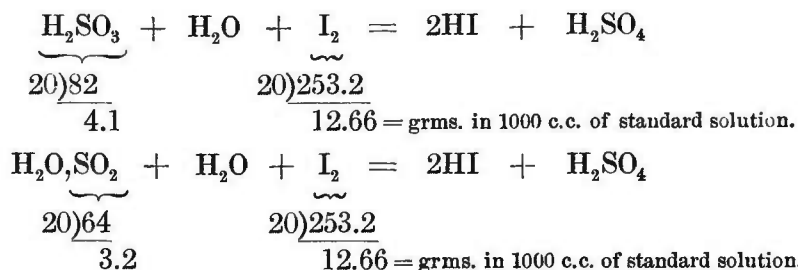 H₂SO₃ + H₂O + I₂ = 2HI + H₂SO₄
20)82 20)253.2
4.1 12.66 = grms. in 1000 c.c. of standard solution.
H₂O,SO₂ + H₂O + I₂ = 2HI + H₂SO₄
20)64 20)253.2
3.2 12.66 = grms. in 1000 c.c. of standard solution